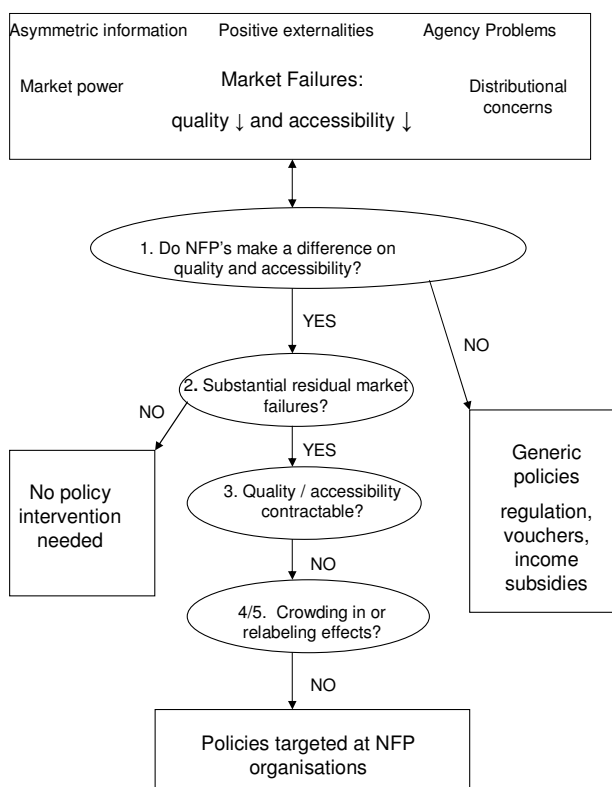 Asymmetric information
Positive externalities
Agency Problems
Market power
Market Failures:
Distributional
concerns
quality ↓ and accessibility ↓
1. Do NFP's make a difference on
quality and accessibility?
YES
NO
2. Substantial residual market
failures?
NO
YES
No policy
intervention
needed
Generic
policies
regulation,
vouchers,
income
subsidies
3. Quality / accessibility
contractable?
NO
4/5. Crowding in or
relabeling effects?
NO
Policies targeted at NFP
organisations